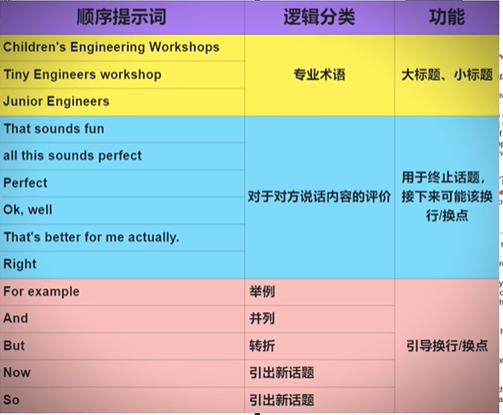 顺序提示词 逻辑分类 功能
Children's Engineering Workshops
Tiny Engineers workshop 专业术语 大标题、小标题
Junior Engineers
That sounds fun
all this sounds perfect
Perfect 对于对方说话内容的评价 用于终止话题，
接下来可能该换
行/换点
Ok, well
That's better for me actually.
Right
For example 举例
And 并列
But 转折 引导换行/换点
Now 引出新话题
So 引出新话题